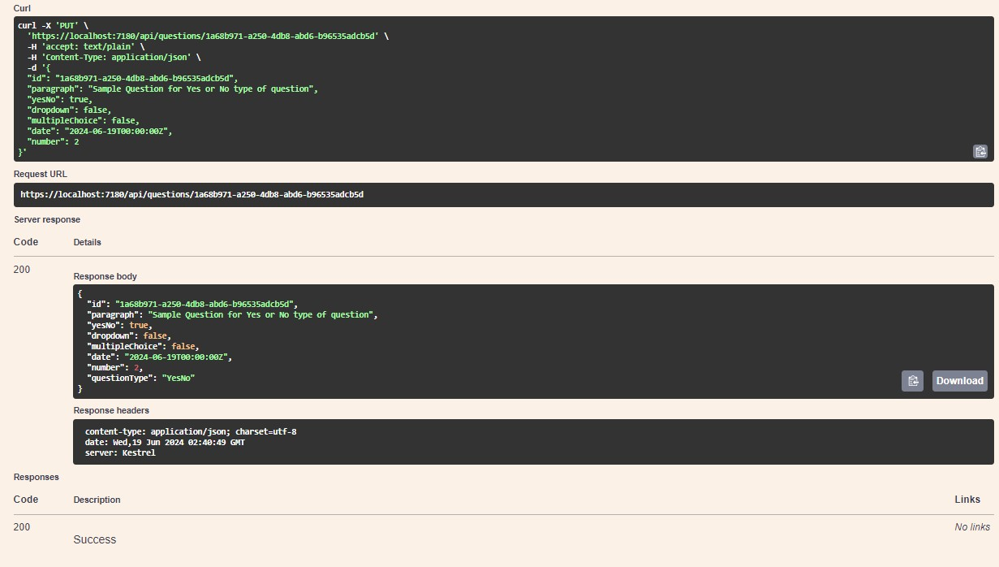 Curl
curl -X 'PUT' \
'https://localhost:7180/api/questions/1a68b971-a250-4db8-abd6-b96535adcb5d' \
-H 'accept: text/plain' \
-H 'Content-Type: application/json' \
-d '{
"id": "1a68b971-a250-4db8-abd6-b96535adcb5d",
"paragraph": "Sample Question for Yes or No type of question",
"yesNo": true,
"dropdown": false,
"multipleChoice": false,
"date": "2024-06-19T00:00:00Z",
"number": 2
}'
Request URL
https://localhost:7180/api/questions/1a68b971-a250-4db8-abd6-b96535adcb5d
Server response
Code Details
200
Response body
{
"id": "1a68b971-a250-4db8-abd6-b96535adcb5d",
"paragraph": "Sample Question for Yes or No type of question",
"yesNo": true,
"dropdown": false,
"multipleChoice": false,
"date": "2024-06-19T00:00:00Z",
"number": 2,
"questionType": "YesNo"
}
Download
Response headers
content-type: application/json; charset=utf-8
date: Wed,19 Jun 2024 02:40:49 GMT
server: Kestrel
Responses
Code Description Links
200 No links
Success